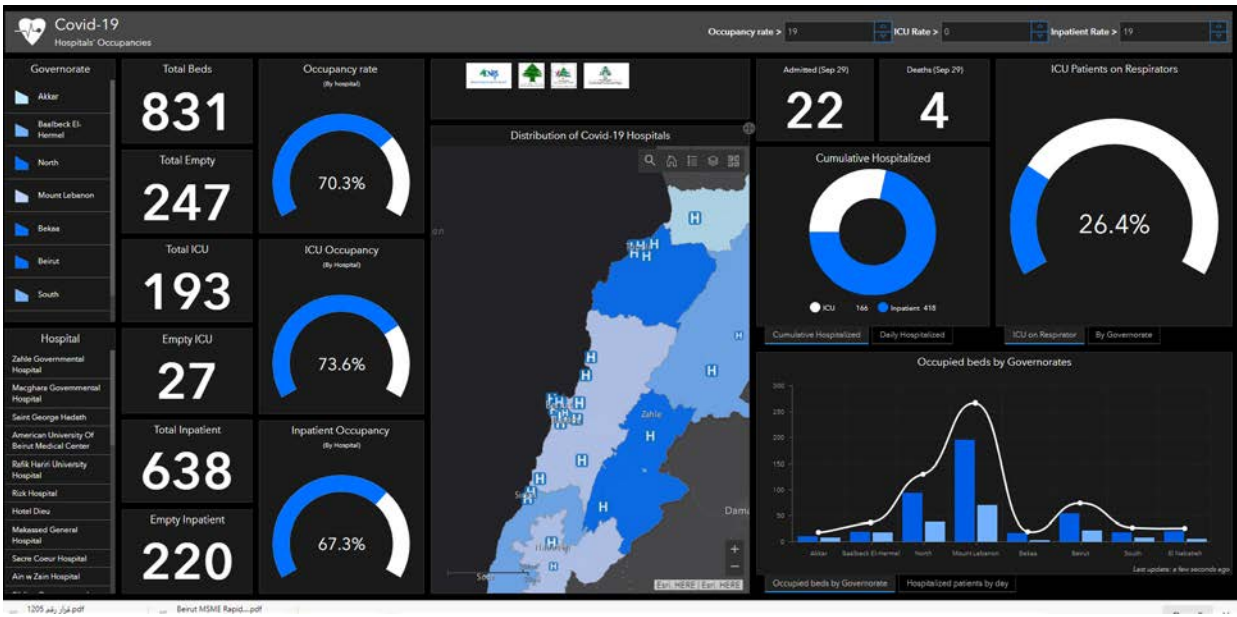 Covid-19
Hospitals' Occupancies
Occupancy rate > 19
ICU Rate > 0
Inpatient Rate > 19
Governorate
Akkar
Baalbeck El-
Hermel
North
Mount Lebanon
Bekaa
Beirut
South
Hospital
Zahle Governmental
Hospital
Macghara Governmental
Hospital
Saint George Hadeth
American University Of
Beirut Medical Center
Rafik Hariri University
Hospital
Rizk Hospital
Hotel Dieu
Makassed General
Hospital
Sacre Coeur Hospital
Ain w Zain Hospital
Total Beds
831
Total Empty
247
Total ICU
193
Empty ICU
27
Total Inpatient
638
Empty Inpatient
220
Occupancy rate
(By hospital)
70.3%
ICU Occupancy
(By Hospital)
73.6%
Inpatient Occupancy
(By Hospital)
67.3%
Distribution of Covid-19 Hospitals
H
H
H
H
H
H
H
H
H
H
Zahle
H
H
H
H
Dama
Esri, HERE | Esri, HERE
Admitted (Sep 29)
22
Deaths (Sep 29)
4
Cumulative Hospitalized
ICU 166
Inpatient 418
Cumulative Hospitalized
Daily Hospitalized
ICU Patients on Respirators
26.4%
ICU on Respirator
By Governorate
Occupied beds by Governorates
300
250
200
150
100
50
0
Akkar
Baalbeck El-Hermel
North
Mount Lebanon
Bekaa
Beirut
South
El Nabatieh
Last update: a few seconds ago
Occupied beds by Governorate
Hospitalized patients by day
قرار رقم 1205.pdf
Beirut MSME Rapid....pdf